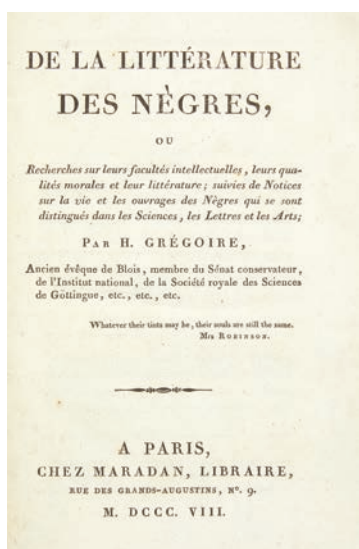 DE LA LITTÉRATURE
DES NÈGRES,
OU
Recherches sur leurs facultés intellectuelles, leurs qua-
lités morales et leur littérature; suivies de Notices
sur la vie et les ouvrages des Nègres qui se sont
distingués dans les Sciences, les Lettres et les Arts;
PAR H. GRÉGOIRE,
Ancien évêque de Blois, membre du Sénat conservateur,
de l'Institut national, de la Société royale des Sciences
de Göttingue, etc., etc., etc.
Whatever their tints may be, their souls are still the same.
Mrs ROBINSON.
A PARIS,
CHEZ MARADAN, LIBRAIRE,
RUE DES GRANDS-AUGUSTINS, Nº. 9.
M. DCCC. VIII.